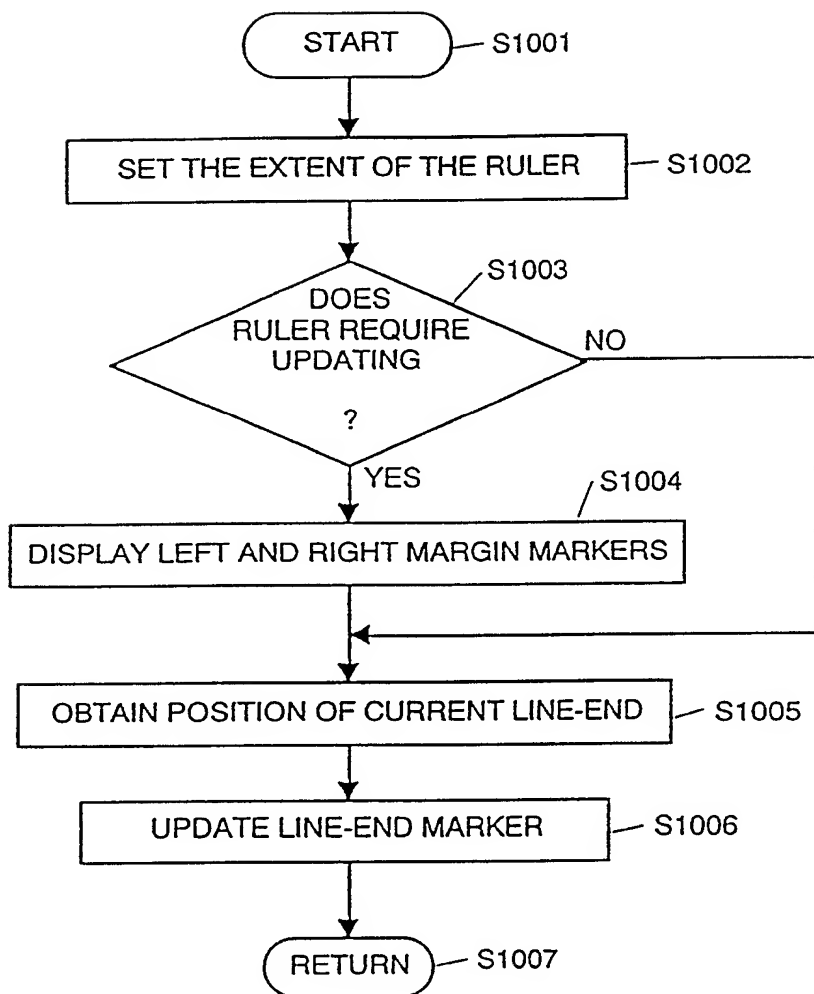 START
S1001
SET THE EXTENT OF THE RULER
S1002
S1003
DOES
RULER REQUIRE
UPDATING
?
NO
YES
S1004
DISPLAY LEFT AND RIGHT MARGIN MARKERS
OBTAIN POSITION OF CURRENT LINE-END
S1005
UPDATE LINE-END MARKER
S1006
RETURN
S1007